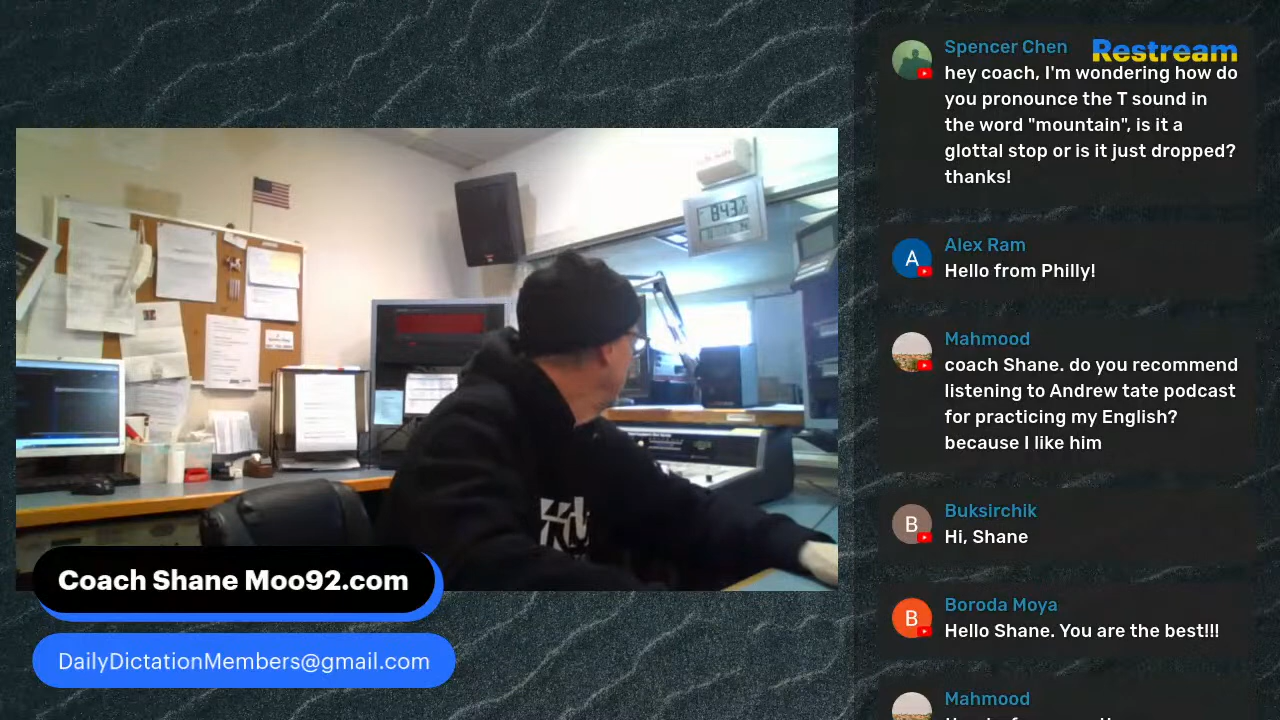 Restream
Spencer Chen
hey coach, I'm wondering how do
you pronounce the T sound in
the word "mountain", is it a
glottal stop or is it just dropped?
thanks!
A
Alex Ram
Hello from Philly!
Mahmood
coach Shane. do you recommend
listening to Andrew tate podcast
for practicing my English?
because I like him
B
Buksirchik
Hi, Shane
B
Boroda Moya
Hello Shane. You are the best!!!
Mahmood
8:43
Coach Shane Moo92.com
DailyDictationMembers@gmail.com